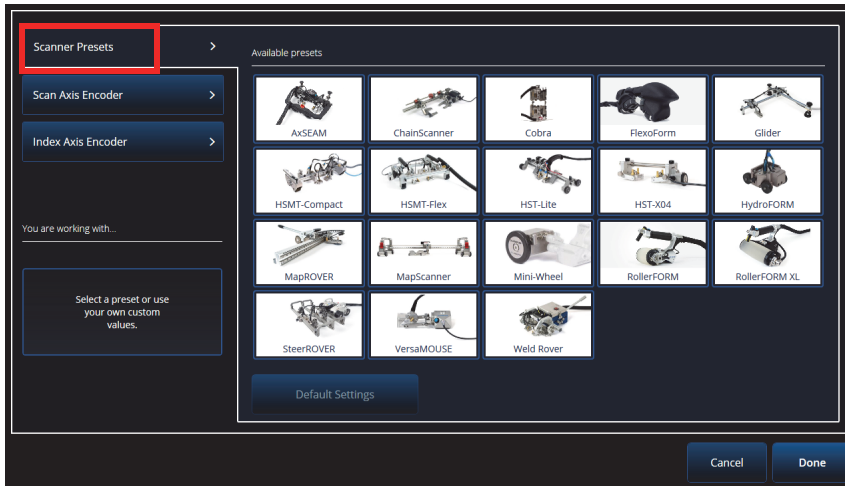 Scanner Presets
Available presets
Scan Axis Encoder
Index Axis Encoder
AxSEAM
ChainScanner
Cobra
FlexoForm
Glider
HSMT-Compact
HSMT-Flex
HST-Lite
HST-X04
HydroFORM
You are working with...
MapROVER
MapScanner
Mini-Wheel
RollerFORM
RollerFORM XL
Select a preset or use
your own custom
values.
SteerROVER
VersaMOUSE
Weld Rover
Default Settings
Cancel
Done